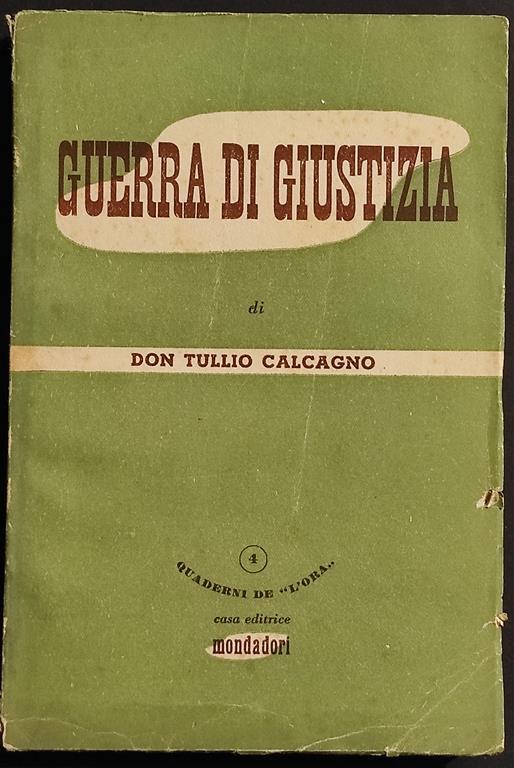 GUERRA DI GIUSTIZIA
di
DON TULLIO CALCAGNO
4
QUADERNI DE "L'ORA„
casa editrice
mondadori